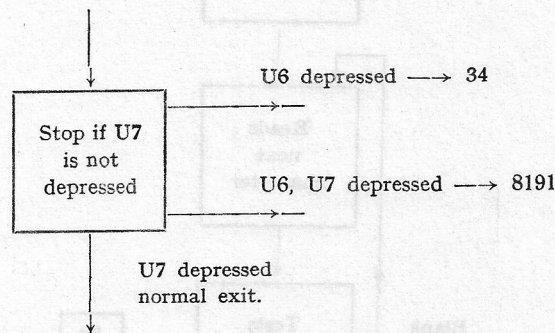 U6 depressed ⟶ 34
Stop if U7
is not
depressed
U6, U7 depressed ⟶ 8191
U7 depressed
normal exit.